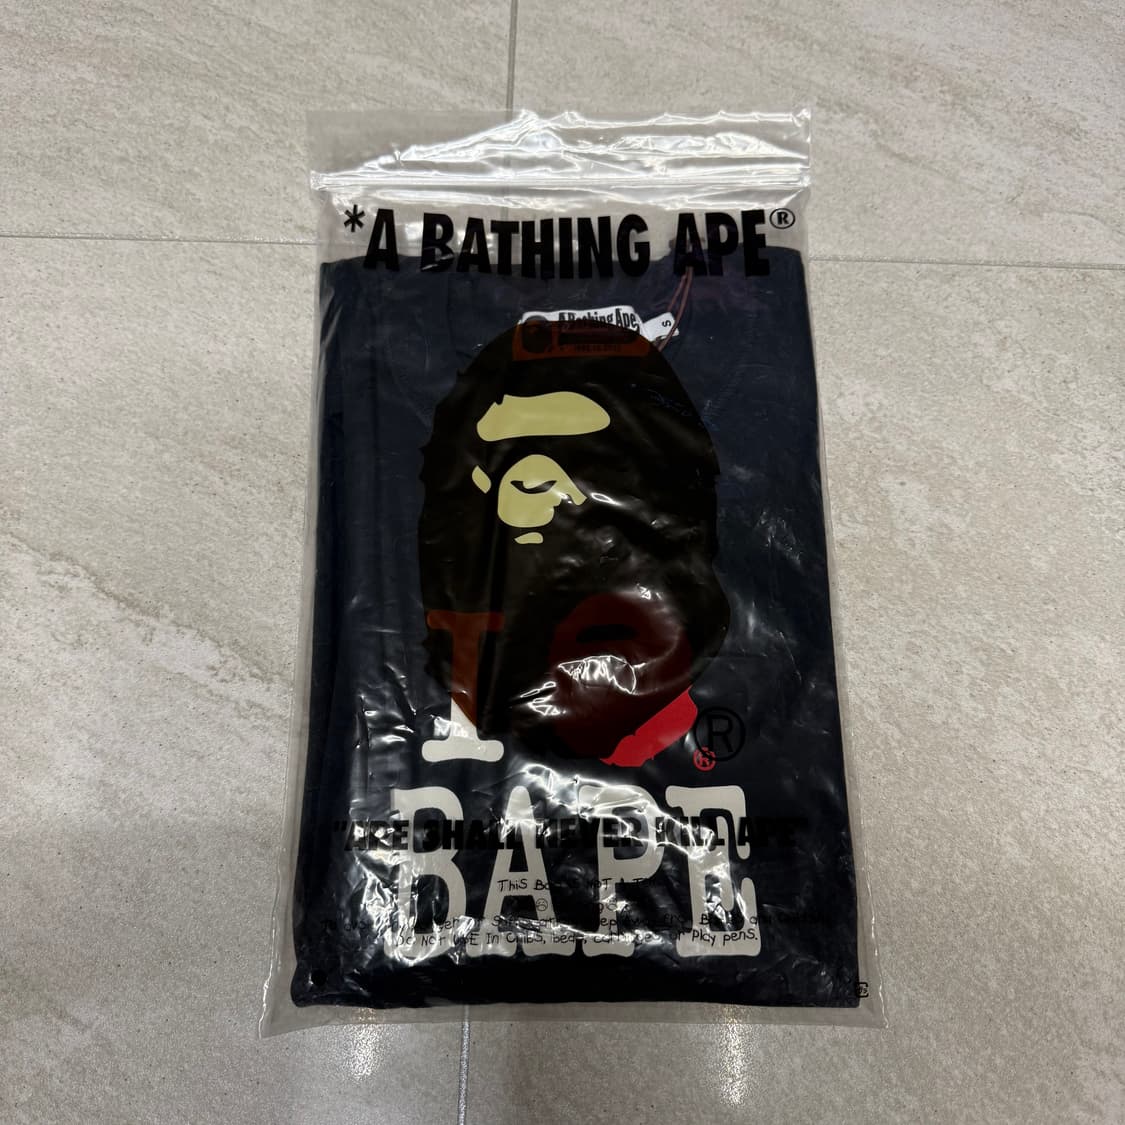 *A BATHING APE®
A Bathing Ape
S
I
®
®
BAPE
"APE SHALL NEVER KILL APE"
This Bag is NOT A TOY
Do Not USE In Cribs, beds, carriages or play pens.